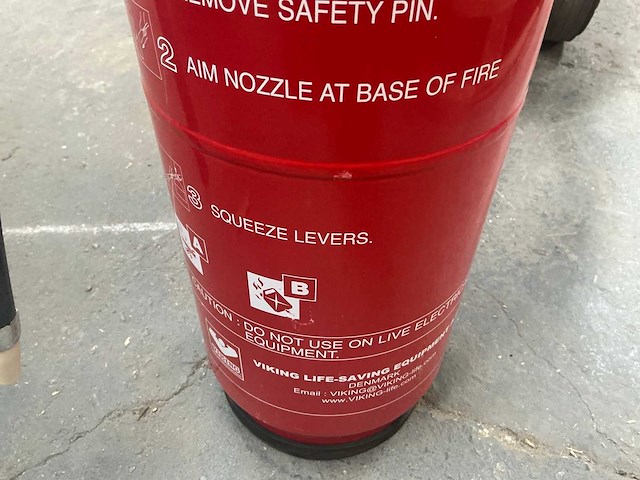 REMOVE SAFETY PIN.
2 AIM NOZZLE AT BASE OF FIRE
3 SQUEEZE LEVERS.
A
B
CAUTION : DO NOT USE ON LIVE ELECTRIC
EQUIPMENT.
VIKING LIFE-SAVING EQUIPMENT
DENMARK
Email : VIKING@VIKING-life.com
www.VIKING-life.com